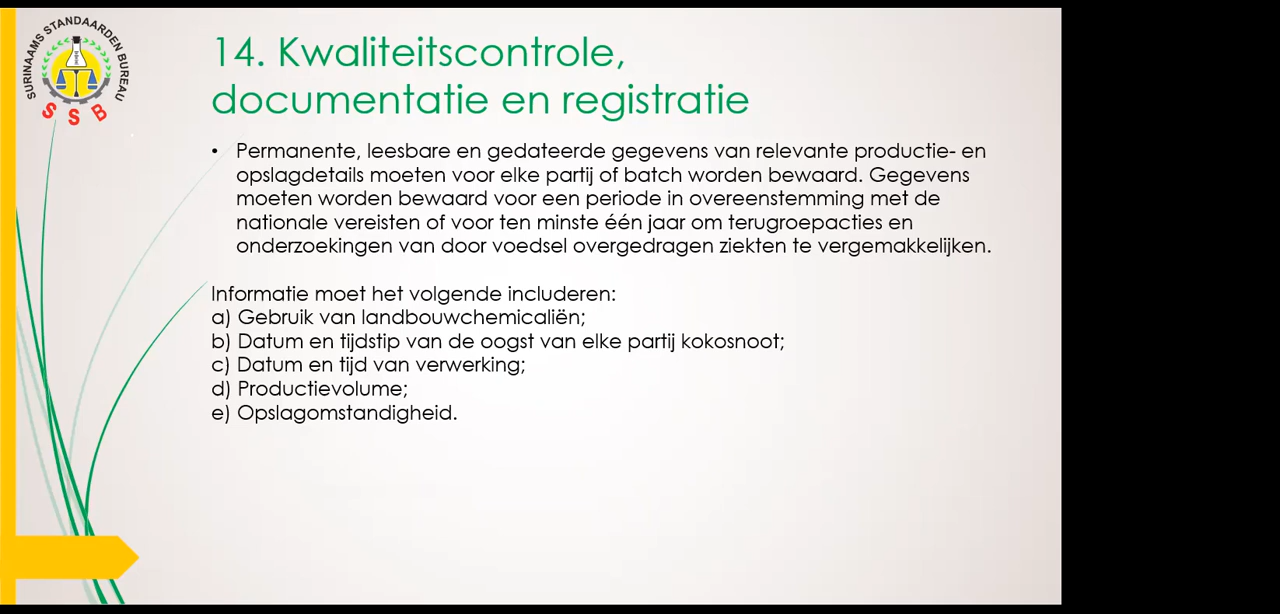 SURINAAMS STANDAARDEN BUREAU
S S B
14. Kwaliteitscontrole,
documentatie en registratie
• Permanente, leesbare en gedateerde gegevens van relevante productie- en
opslagdetails moeten voor elke partij of batch worden bewaard. Gegevens
moeten worden bewaard voor een periode in overeenstemming met de
nationale vereisten of voor ten minste één jaar om terugroepacties en
onderzoekingen van door voedsel overgedragen ziekten te vergemakkelijken.
Informatie moet het volgende includeren:
a) Gebruik van landbouwchemicaliën;
b) Datum en tijdstip van de oogst van elke partij kokosnoot;
c) Datum en tijd van verwerking;
d) Productievolume;
e) Opslagomstandigheid.